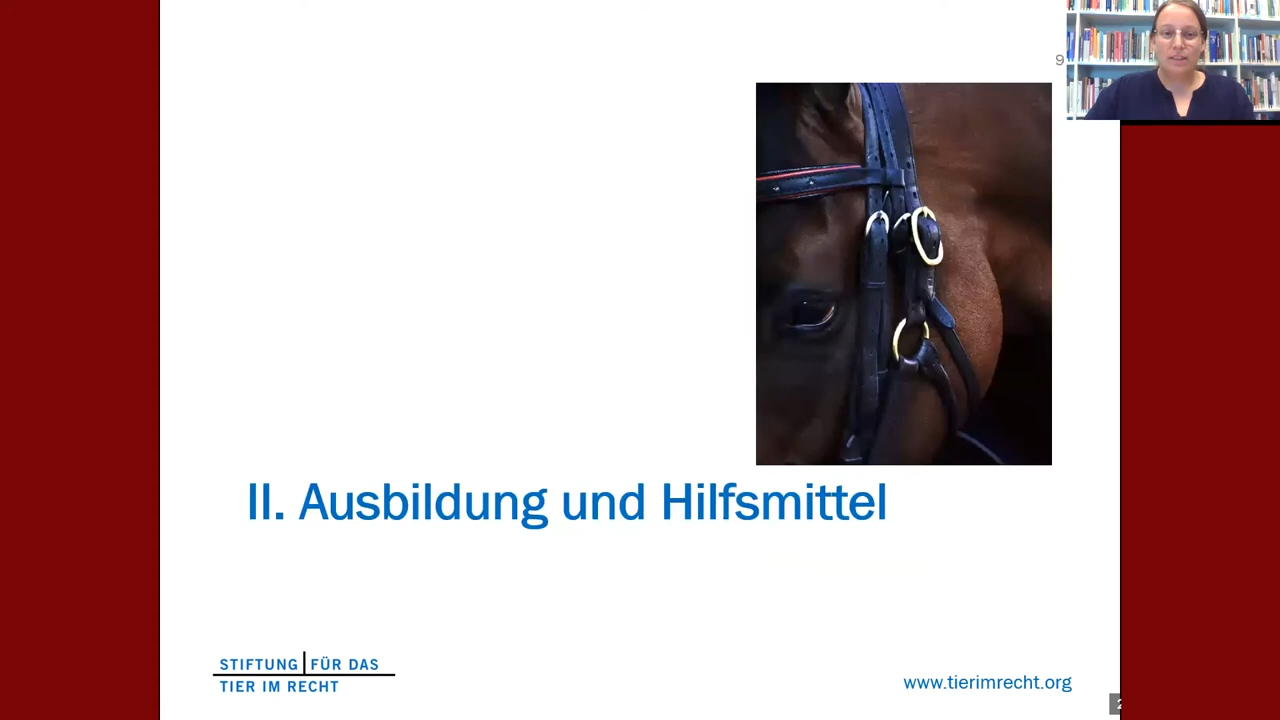 9
II. Ausbildung und Hilfsmittel
STIFTUNG FÜR DAS
TIER IM RECHT
www.tierimrecht.org